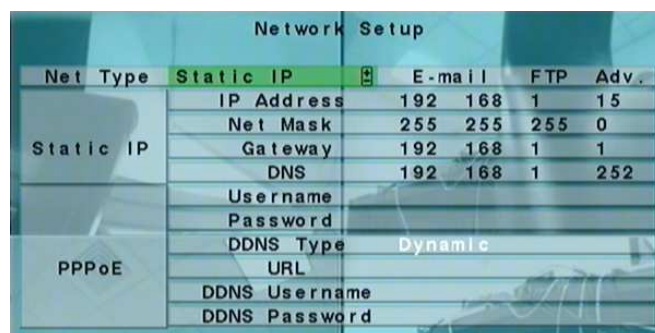 Network Setup
Net Type Static IP ± E-mail FTP Adv.
IP Address 192 168 1 15
Net Mask 255 255 255 0
Static IP Gateway 192 168 1 1
DNS 192 168 1 252
Username
Password
DDNS Type Dynamic
PPPoE URL
DDNS Username
DDNS Password